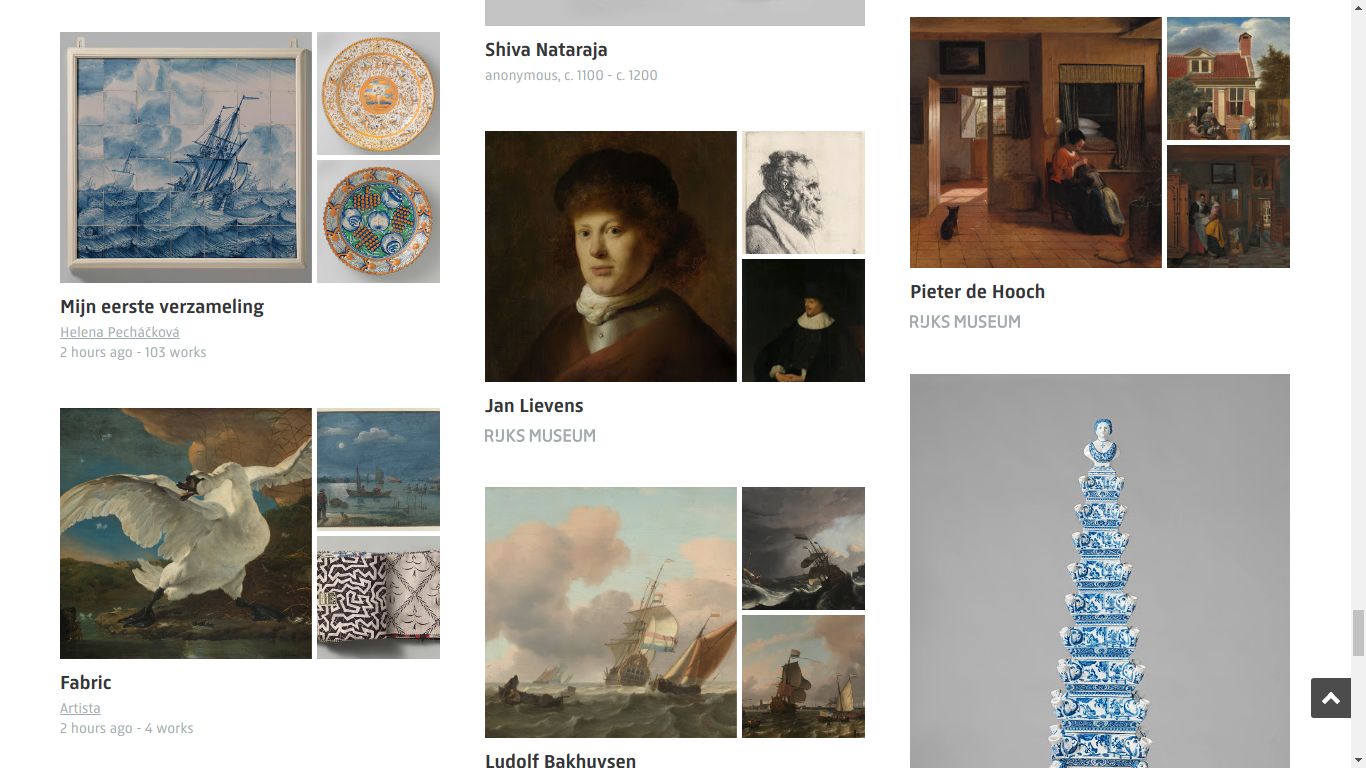 Mijn eerste verzameling
Helena Pecháčková
2 hours ago - 103 works
Fabric
Artista
2 hours ago - 4 works
Shiva Nataraja
anonymous, c. 1100 - c. 1200
Jan Lievens
RIJKS MUSEUM
Ludolf Bakhuysen
Pieter de Hooch
RIJKS MUSEUM